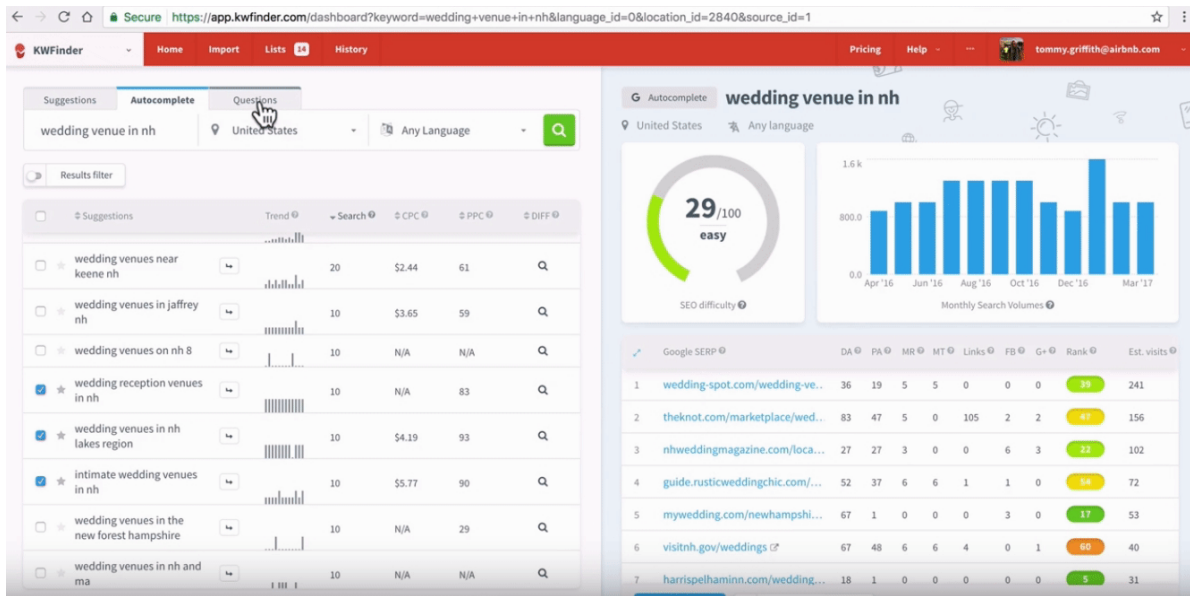 Secure https://app.kwfinder.com/dashboard?keyword=wedding+venue+in+nh&language_id=0&location_id=2840&source_id=1
KWFinder Home Import Lists 14 History Pricing Help tommy.griffith@airbnb.com
Suggestions Autocomplete Questions
wedding venue in nh United States Any Language
Results filter
Suggestions Trend Search CPC PPC DIFF
wedding venues near
keene nh
20 $2.44 61
wedding venues in jaffrey
nh
10 $3.65 59
wedding venues on nh 8 10 N/A N/A
wedding reception venues
in nh
10 N/A 83
wedding venues in nh
lakes region
10 $4.19 93
intimate wedding venues
in nh
10 $5.77 90
wedding venues in the
new forest hampshire
10 N/A 29
wedding venues in nh and
ma
10 N/A N/A
G Autocomplete wedding venue in nh
United States Any language
29/100
easy
SEO difficulty
1.6 k
800.0
0.0
Apr '16 Jun '16 Aug '16 Oct '16 Dec '16 Mar '17
Monthly Search Volumes
Google SERP DA PA MR MT Links FB G+ Rank Est. visits
1 wedding-spot.com/wedding-ve.. 36 19 5 5 0 0 0 39 241
2 theknot.com/marketplace/wed... 83 47 5 0 105 2 2 47 156
3 nhweddingmagazine.com/loca... 27 27 3 0 0 6 3 22 102
4 guide.rusticweddingchic.com/... 52 37 6 6 1 1 0 54 72
5 mywedding.com/newhampshi... 67 1 0 0 0 3 0 17 53
6 visitnh.gov/weddings 67 48 6 6 4 0 1 60 40
7 harrispelhaminn.com/wedding... 18 1 0 0 0 0 0 5 31